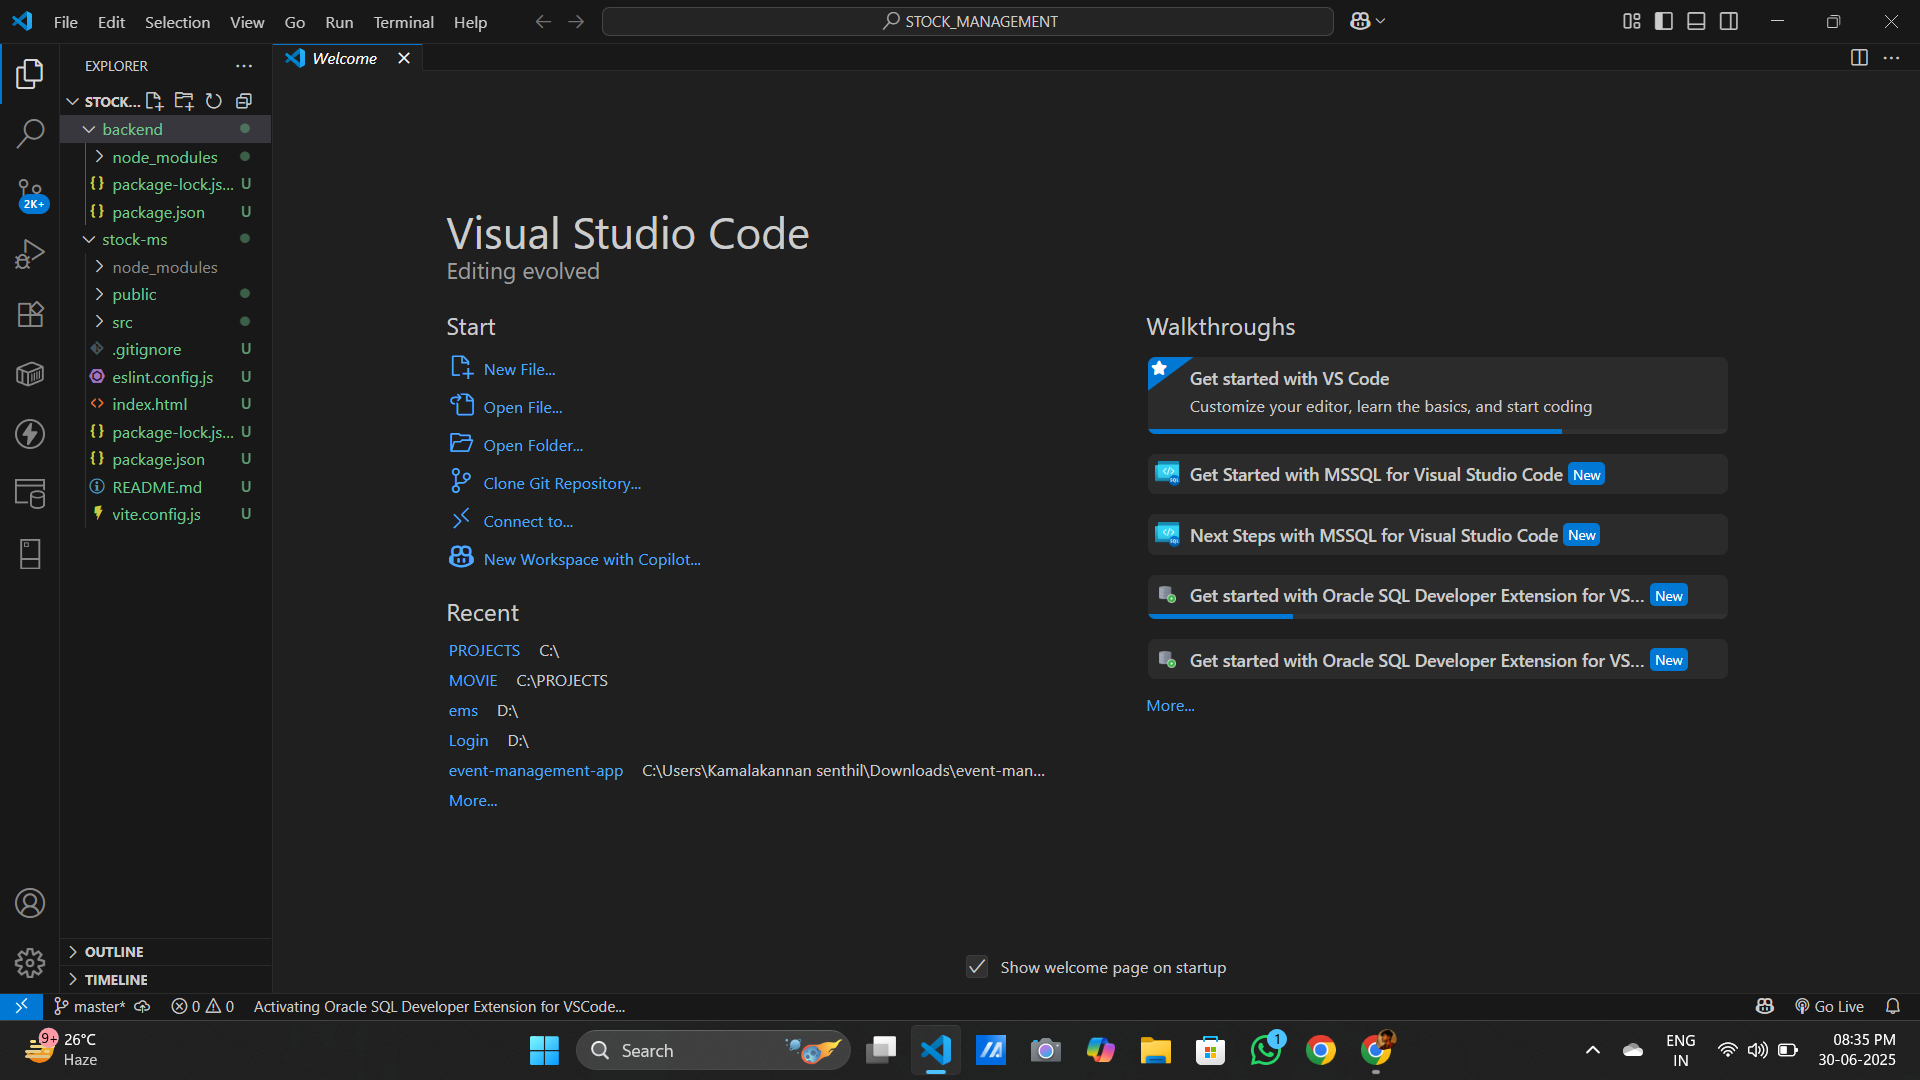 File Edit Selection View Go Run Terminal Help
STOCK_MANAGEMENT
EXPLORER
Welcome
STOCK...
backend
node_modules
package-lock.js... U
package.json U
stock-ms
node_modules
public
src
.gitignore U
eslint.config.js U
index.html U
package-lock.js... U
package.json U
README.md U
vite.config.js U
2K+
OUTLINE
TIMELINE
Visual Studio Code
Editing evolved
Start
New File...
Open File...
Open Folder...
Clone Git Repository...
Connect to...
New Workspace with Copilot...
Recent
PROJECTS C:\
MOVIE C:\PROJECTS
ems D:\
Login D:\
event-management-app C:\Users\Kamalakannan senthil\Downloads\event-man...
More...
Walkthroughs
Get started with VS Code
Customize your editor, learn the basics, and start coding
Get Started with MSSQL for Visual Studio Code New
Next Steps with MSSQL for Visual Studio Code New
Get started with Oracle SQL Developer Extension for VS... New
Get started with Oracle SQL Developer Extension for VS... New
More...
Show welcome page on startup
master* 0 0 Activating Oracle SQL Developer Extension for VSCode...
Go Live
9+
26°C
Haze
Search
1
ENG
IN
08:35 PM
30-06-2025